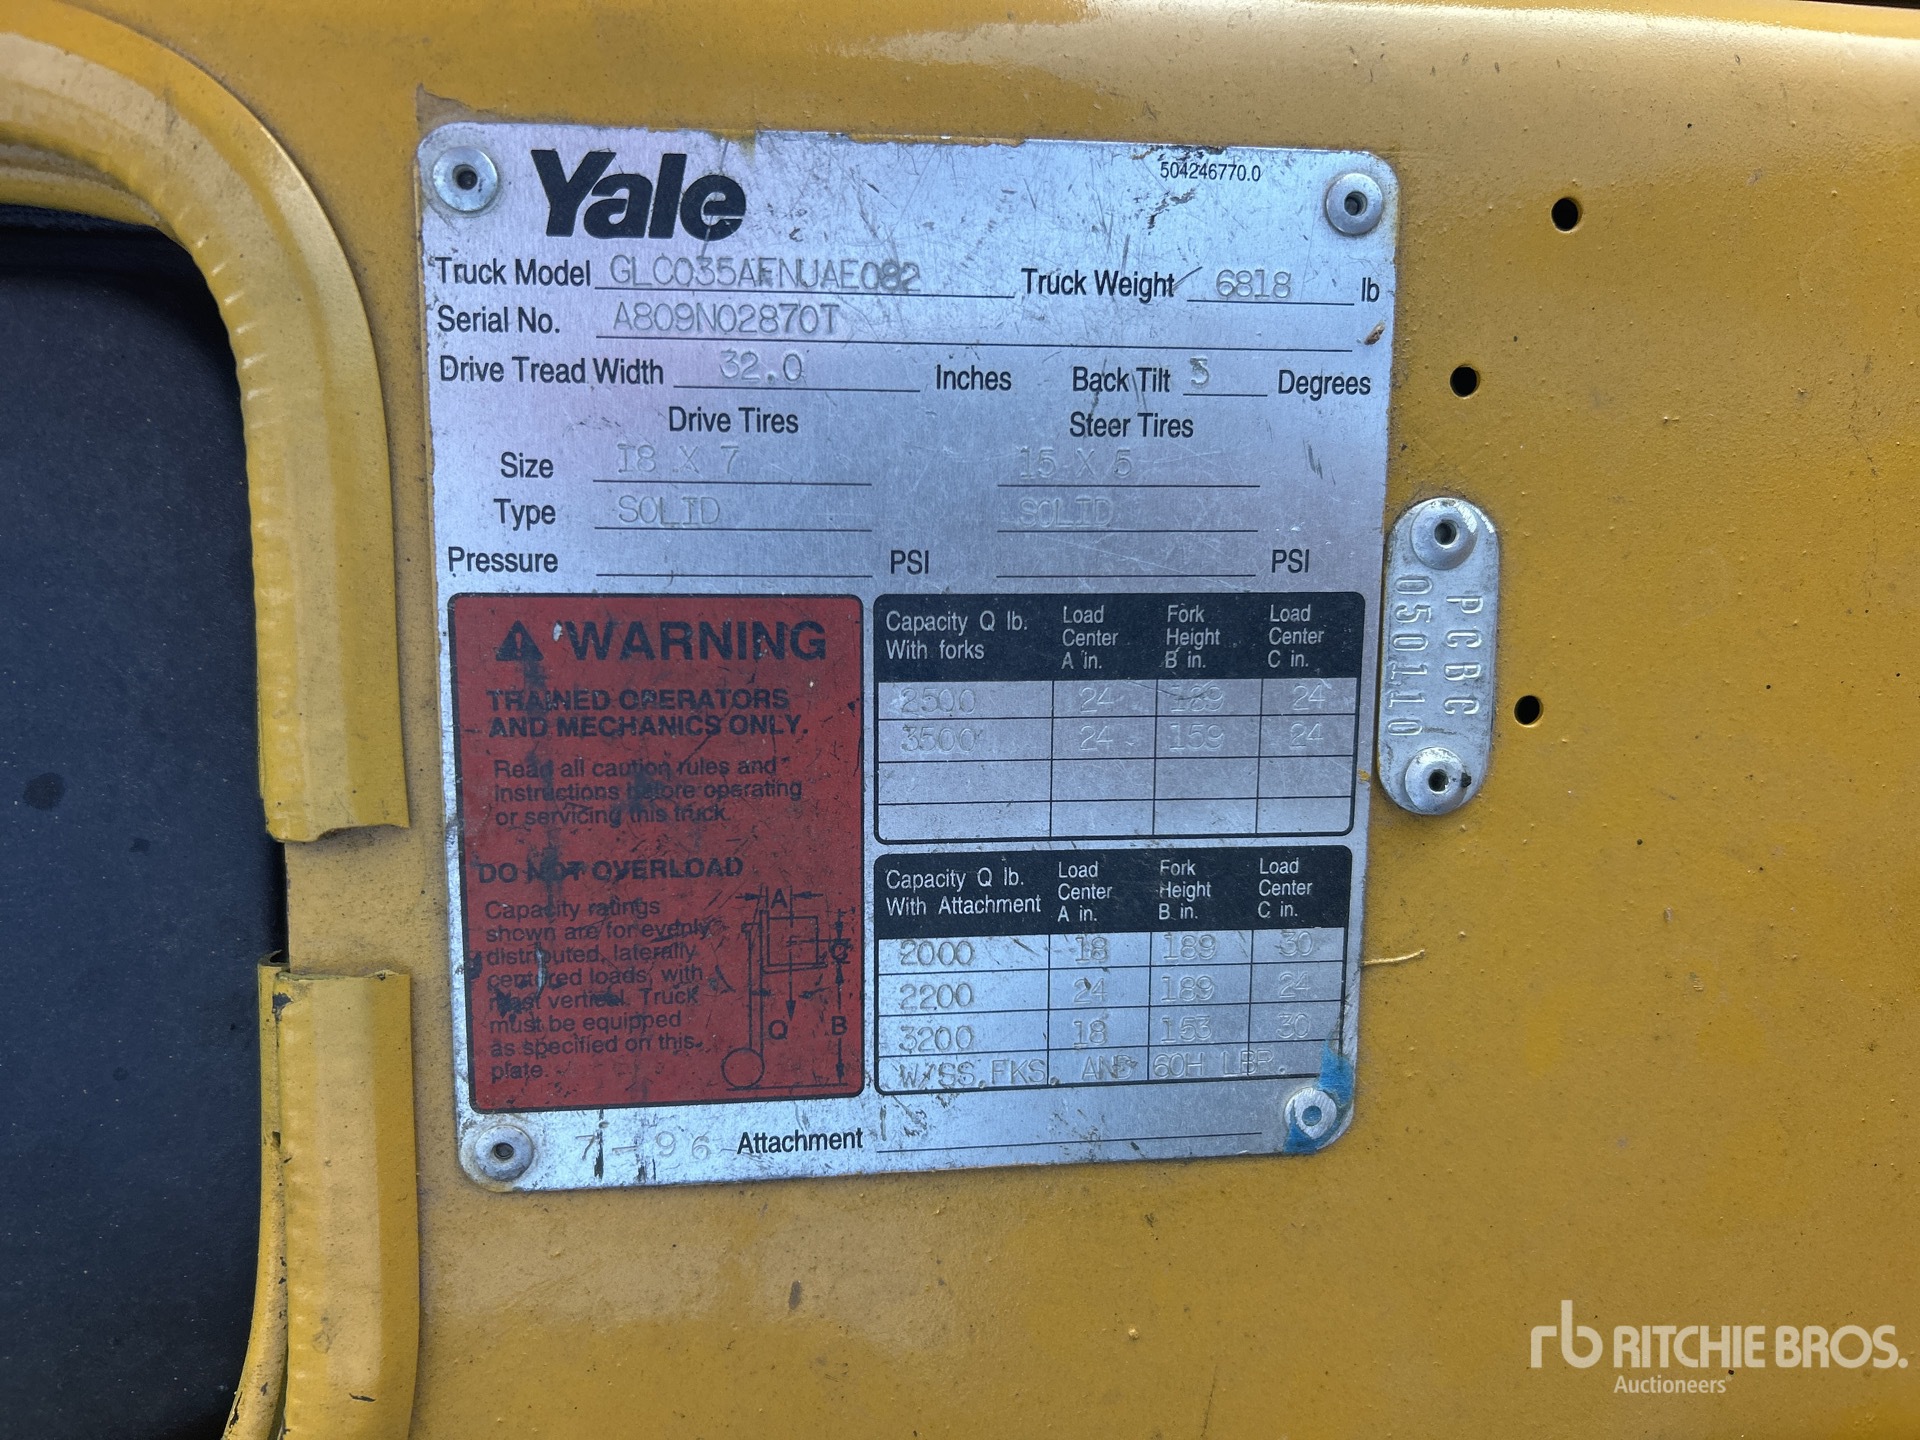 Yale
504246770.0
Truck Model GLC035AFNUAE082 Truck Weight 6818 lb
Serial No. A809N02870T
Drive Tread Width 32.0 Inches Back Tilt 5 Degrees
Drive Tires Steer Tires
Size 18 X 7 15 X 5
Type SOLID SOLID
Pressure PSI PSI
WARNING
TRAINED OPERATORS
AND MECHANICS ONLY.
Read all caution rules and
instructions before operating
or servicing this truck.
DO NOT OVERLOAD
Capacity ratings
shown are for evenly
distributed, laterally
centered loads, with
mast vertical. Truck
must be equipped
as specified on this
plate.
A
C
Q B
Capacity Q lb. With forks Load Center A in. Fork Height B in. Load Center C in.
2500 24 189 24
3500 24 159 24
Capacity Q lb. With Attachment Load Center A in. Fork Height B in. Load Center C in.
2000 18 189 30
2200 24 189 24
3200 18 153 30
W/SS.FKS. AND 60H LBR.
7-96 Attachment
PCBC
050110
rb RITCHIE BROS.
Auctioneers